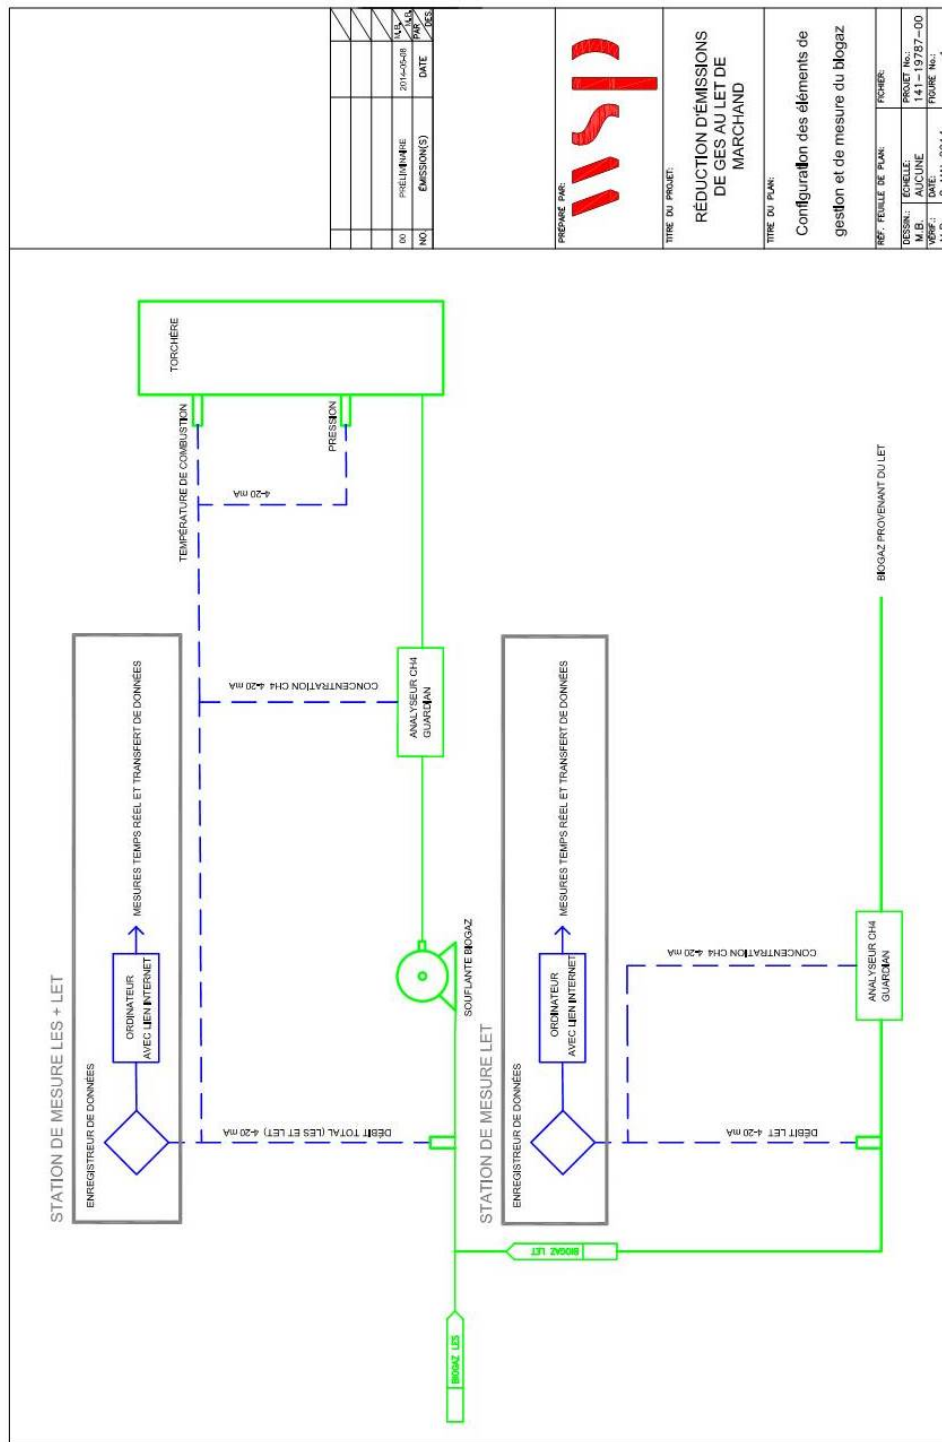 STATION DE MESURE LES + LET
ENREGISTREUR DE DONNÉES
ORDINATEUR
AVEC LIEN INTERNET
MESURES TEMPS RÉEL ET TRANSFERT DE DONNÉES
DÉBIT TOTAL (LES ET LET) 4-20 mA
CONCENTRATION CH4 4-20 mA
4-20 mA
TEMPÉRATURE DE COMBUSTION
PRESSION
TORCHÈRE
ANALYSEUR CH4
GUARDIAN
SOUFLANTE BIOGAZ
BIOGAZ LES
BIOGAZ LET
STATION DE MESURE LET
ENREGISTREUR DE DONNÉES
ORDINATEUR
AVEC LIEN INTERNET
MESURES TEMPS RÉEL ET TRANSFERT DE DONNÉES
DÉBIT LET 4-20 mA
CONCENTRATION CH4 4-20 mA
ANALYSEUR CH4
GUARDIAN
BIOGAZ PROVENANT DU LET
00 PRÉLIMINAIRE 2014-05-08 M.B. M.B.
NO. ÉMISSION(S) DATE PAR DES.
PRÉPARÉ PAR:
WSP
TITRE DU PROJET:
RÉDUCTION D'ÉMISSIONS
DE GES AU LET DE
MARCHAND
TITRE DU PLAN:
Configuration des éléments de
gestion et de mesure du biogaz
RÉF. FEUILLE DE PLAN: FICHIER:
DESSIN.: ÉCHELLE: PROJET No.:
M.B. AUCUNE 141-19787-00
VÉRIF.: DATE: FIGURE No.: